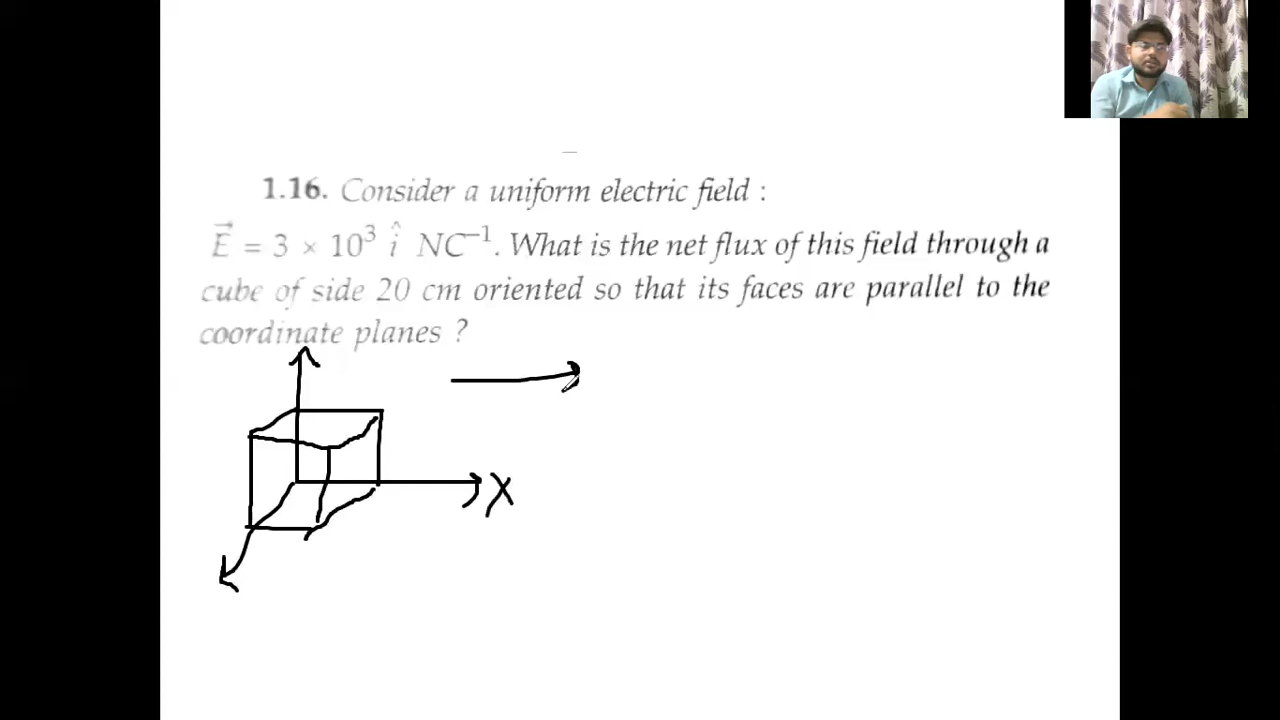 1.16. Consider a uniform electric field :
E⃗ = 3 × 10³ î NC⁻¹. What is the net flux of this field through a
cube of side 20 cm oriented so that its faces are parallel to the
coordinate planes ?
X